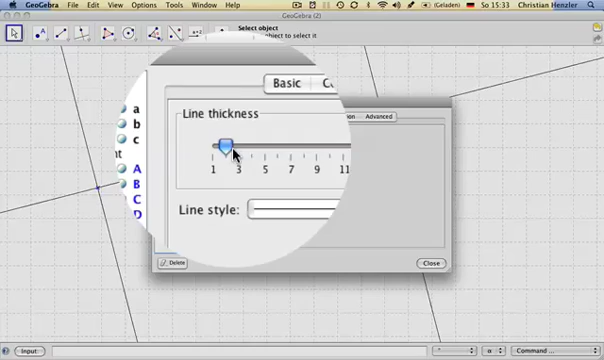 GeoGebra File Edit View Options Tools Window Help (Geladen) So 15:33 Christian Henzler
GeoGebra (2)
Select object
object to select it
Basic
Advanced
a
b
c
A
B
C
D
Line thickness
1 3 5 7 9 11
Line style:
Delete
Close
Input:
Command ...